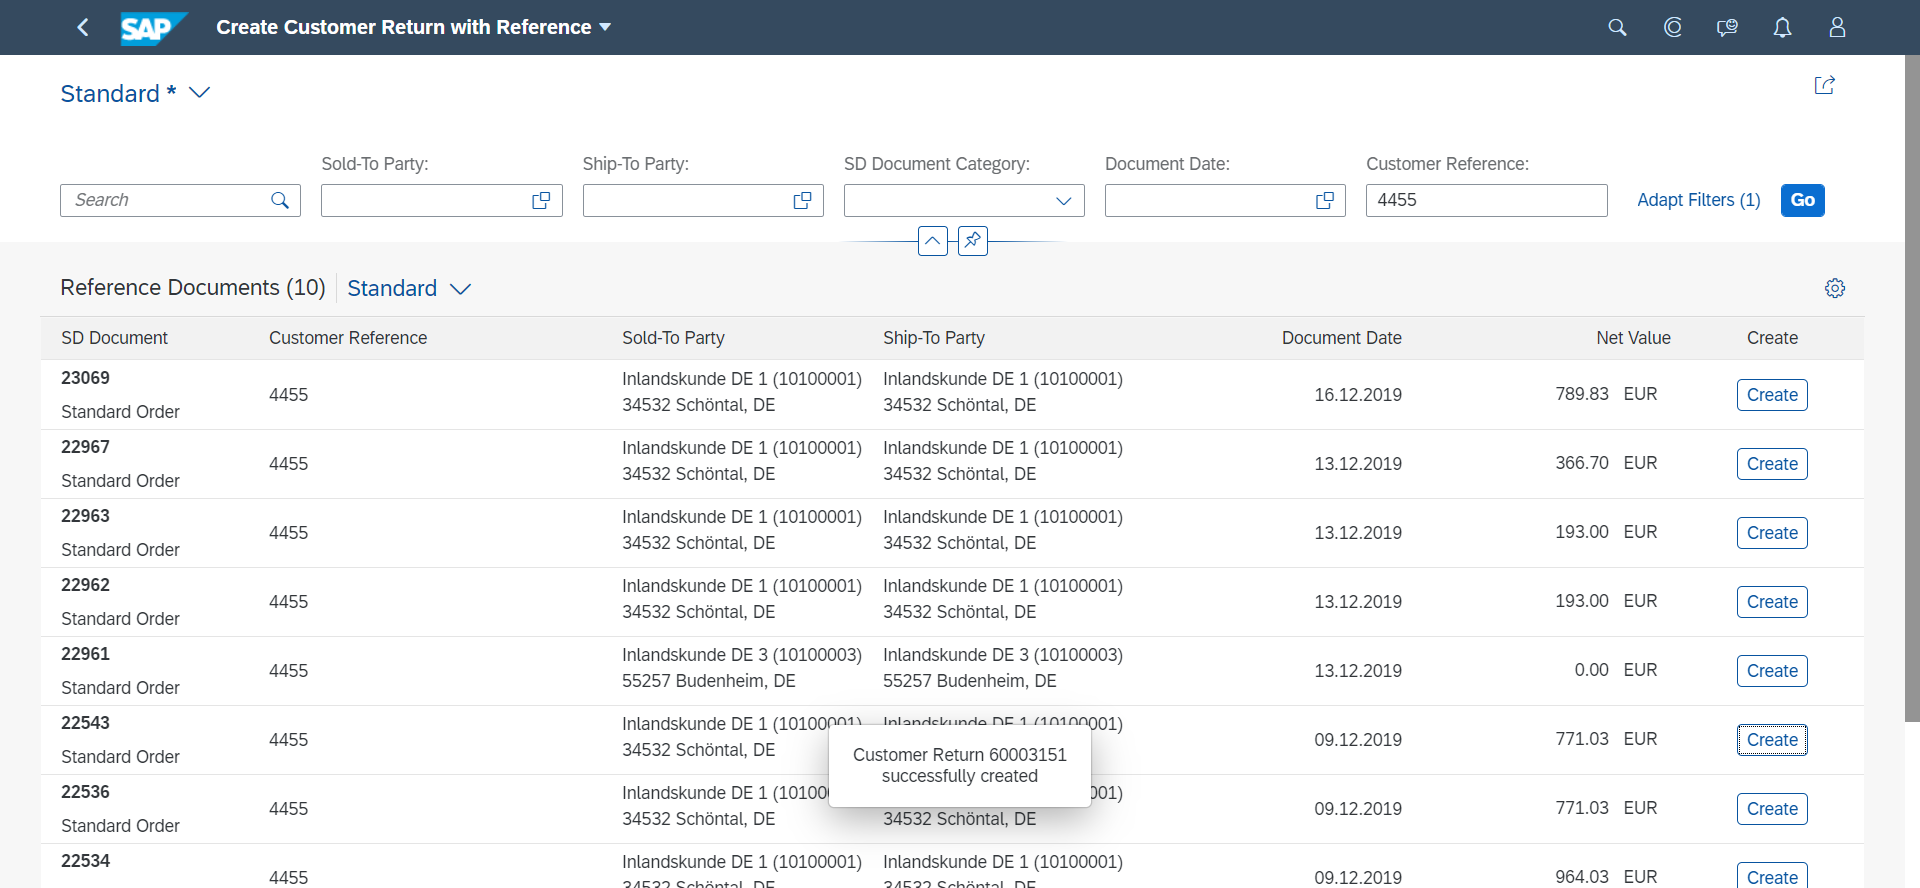 SAP Create Customer Return with Reference
Standard *
Sold-To Party: Ship-To Party: SD Document Category: Document Date: Customer Reference:
Search 4455 Adapt Filters (1) Go
Reference Documents (10) Standard
SD Document Customer Reference Sold-To Party Ship-To Party Document Date Net Value Create
23069 Inlandskunde DE 1 (10100001) Inlandskunde DE 1 (10100001)
4455 16.12.2019 789.83 EUR Create
Standard Order 34532 Schöntal, DE 34532 Schöntal, DE
22967 Inlandskunde DE 1 (10100001) Inlandskunde DE 1 (10100001)
4455 13.12.2019 366.70 EUR Create
Standard Order 34532 Schöntal, DE 34532 Schöntal, DE
22963 Inlandskunde DE 1 (10100001) Inlandskunde DE 1 (10100001)
4455 13.12.2019 193.00 EUR Create
Standard Order 34532 Schöntal, DE 34532 Schöntal, DE
22962 Inlandskunde DE 1 (10100001) Inlandskunde DE 1 (10100001)
4455 13.12.2019 193.00 EUR Create
Standard Order 34532 Schöntal, DE 34532 Schöntal, DE
22961 Inlandskunde DE 3 (10100003) Inlandskunde DE 3 (10100003)
4455 13.12.2019 0.00 EUR Create
Standard Order 55257 Budenheim, DE 55257 Budenheim, DE
22543 Inlandskunde DE 1 (10100001) Inlandskunde DE 1 (10100001)
4455 09.12.2019 771.03 EUR Create
Standard Order 34532 Schöntal, DE
Customer Return 60003151
successfully created
22536 Inlandskunde DE 1 (10100 001)
4455 09.12.2019 771.03 EUR Create
Standard Order 34532 Schöntal, DE 34532 Schöntal, DE
22534 Inlandskunde DE 1 (10100001) Inlandskunde DE 1 (10100001)
4455 09.12.2019 964.03 EUR Create
34532 Schöntal, DE 34532 Schöntal, DE